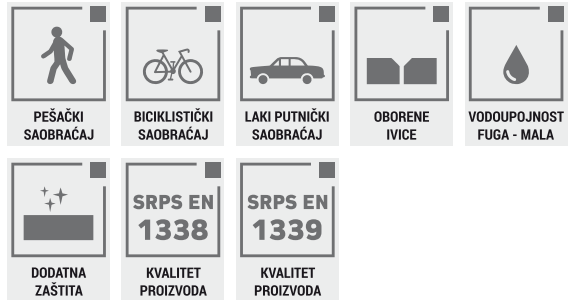 PEŠAČKI
SAOBRAĆAJ
BICIKLISTIČKI
SAOBRAĆAJ
LAKI PUTNIČKI
SAOBRAĆAJ
OBORENE
IVICE
VODOUPOJNOST
FUGA - MALA
DODATNA
ZAŠTITA
SRPS EN
1338
KVALITET
PROIZVODA
SRPS EN
1339
KVALITET
PROIZVODA